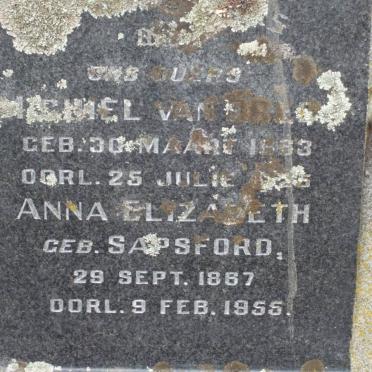 ONS OUERS
MICHIEL VAN
GEB. 30 MAART
OORL. 25 JULIE
ANNA ELIZABETH
GEB. SAPSFORD,
29 SEPT. 1867
OORL. 9 FEB. 1955.